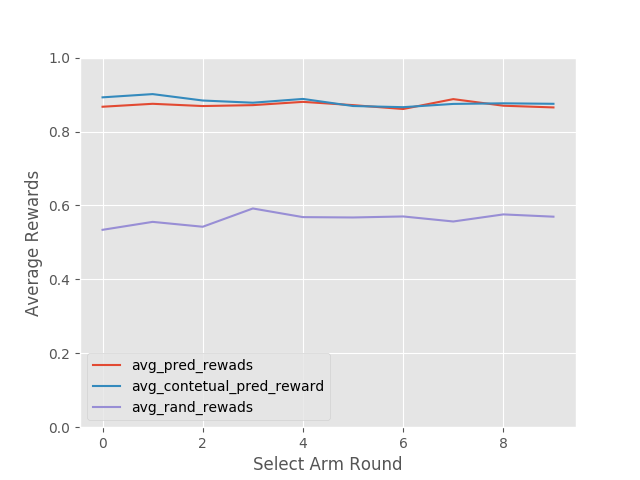 1.0
0.8
0.6
0.4
0.2
0.0
Average Rewards
avg_pred_rewads
avg_contetual_pred_reward
avg_rand_rewads
0 2 4 6 8
Select Arm Round